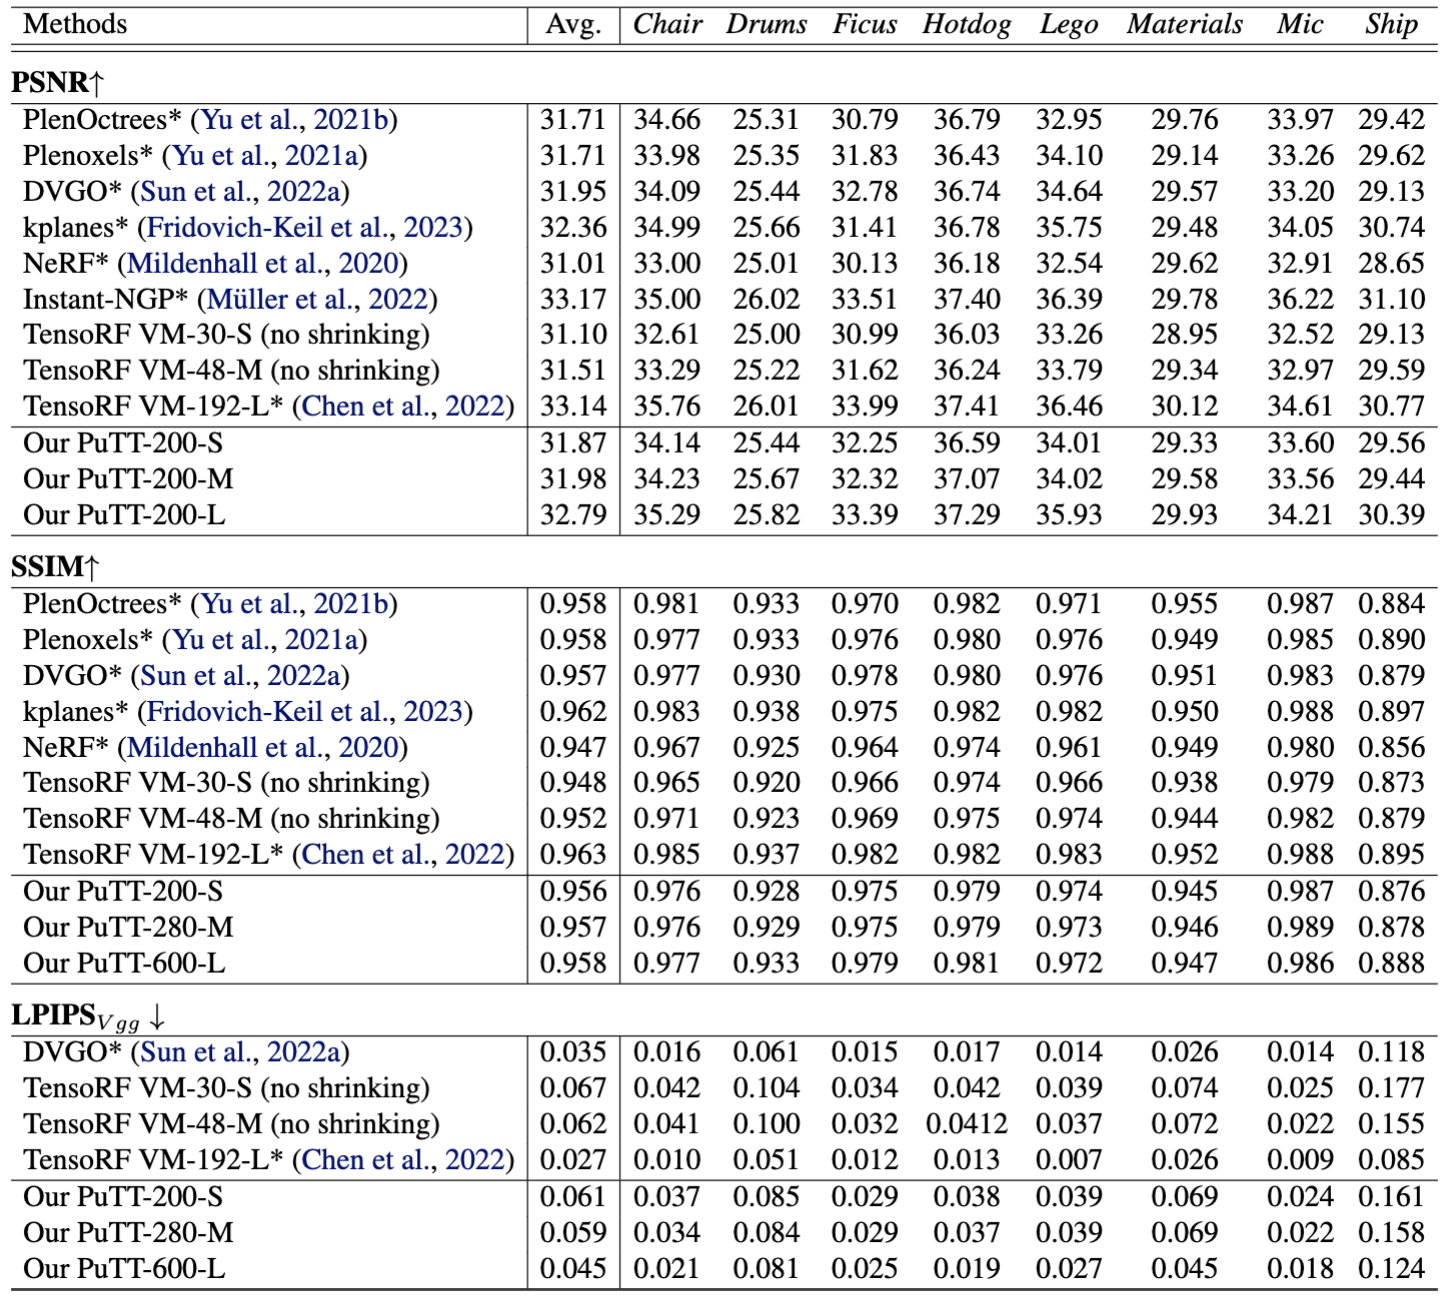 Methods Avg. Chair Drums Ficus Hotdog Lego Materials Mic Ship
PSNR↑
PlenOctrees* (Yu et al., 2021b) 31.71 34.66 25.31 30.79 36.79 32.95 29.76 33.97 29.42
Plenoxels* (Yu et al., 2021a) 31.71 33.98 25.35 31.83 36.43 34.10 29.14 33.26 29.62
DVGO* (Sun et al., 2022a) 31.95 34.09 25.44 32.78 36.74 34.64 29.57 33.20 29.13
kplanes* (Fridovich-Keil et al., 2023) 32.36 34.99 25.66 31.41 36.78 35.75 29.48 34.05 30.74
NeRF* (Mildenhall et al., 2020) 31.01 33.00 25.01 30.13 36.18 32.54 29.62 32.91 28.65
Instant-NGP* (Müller et al., 2022) 33.17 35.00 26.02 33.51 37.40 36.39 29.78 36.22 31.10
TensoRF VM-30-S (no shrinking) 31.10 32.61 25.00 30.99 36.03 33.26 28.95 32.52 29.13
TensoRF VM-48-M (no shrinking) 31.51 33.29 25.22 31.62 36.24 33.79 29.34 32.97 29.59
TensoRF VM-192-L* (Chen et al., 2022) 33.14 35.76 26.01 33.99 37.41 36.46 30.12 34.61 30.77
Our PuTT-200-S 31.87 34.14 25.44 32.25 36.59 34.01 29.33 33.60 29.56
Our PuTT-200-M 31.98 34.23 25.67 32.32 37.07 34.02 29.58 33.56 29.44
Our PuTT-200-L 32.79 35.29 25.82 33.39 37.29 35.93 29.93 34.21 30.39
SSIM↑
PlenOctrees* (Yu et al., 2021b) 0.958 0.981 0.933 0.970 0.982 0.971 0.955 0.987 0.884
Plenoxels* (Yu et al., 2021a) 0.958 0.977 0.933 0.976 0.980 0.976 0.949 0.985 0.890
DVGO* (Sun et al., 2022a) 0.957 0.977 0.930 0.978 0.980 0.976 0.951 0.983 0.879
kplanes* (Fridovich-Keil et al., 2023) 0.962 0.983 0.938 0.975 0.982 0.982 0.950 0.988 0.897
NeRF* (Mildenhall et al., 2020) 0.947 0.967 0.925 0.964 0.974 0.961 0.949 0.980 0.856
TensoRF VM-30-S (no shrinking) 0.948 0.965 0.920 0.966 0.974 0.966 0.938 0.979 0.873
TensoRF VM-48-M (no shrinking) 0.952 0.971 0.923 0.969 0.975 0.974 0.944 0.982 0.879
TensoRF VM-192-L* (Chen et al., 2022) 0.963 0.985 0.937 0.982 0.982 0.983 0.952 0.988 0.895
Our PuTT-200-S 0.956 0.976 0.928 0.975 0.979 0.974 0.945 0.987 0.876
Our PuTT-280-M 0.957 0.976 0.929 0.975 0.979 0.973 0.946 0.989 0.878
Our PuTT-600-L 0.958 0.977 0.933 0.979 0.981 0.972 0.947 0.986 0.888
LPIPS Vgg ↓
DVGO* (Sun et al., 2022a) 0.035 0.016 0.061 0.015 0.017 0.014 0.026 0.014 0.118
TensoRF VM-30-S (no shrinking) 0.067 0.042 0.104 0.034 0.042 0.039 0.074 0.025 0.177
TensoRF VM-48-M (no shrinking) 0.062 0.041 0.100 0.032 0.0412 0.037 0.072 0.022 0.155
TensoRF VM-192-L* (Chen et al., 2022) 0.027 0.010 0.051 0.012 0.013 0.007 0.026 0.009 0.085
Our PuTT-200-S 0.061 0.037 0.085 0.029 0.038 0.039 0.069 0.024 0.161
Our PuTT-280-M 0.059 0.034 0.084 0.029 0.037 0.039 0.069 0.022 0.158
Our PuTT-600-L 0.045 0.021 0.081 0.025 0.019 0.027 0.045 0.018 0.124